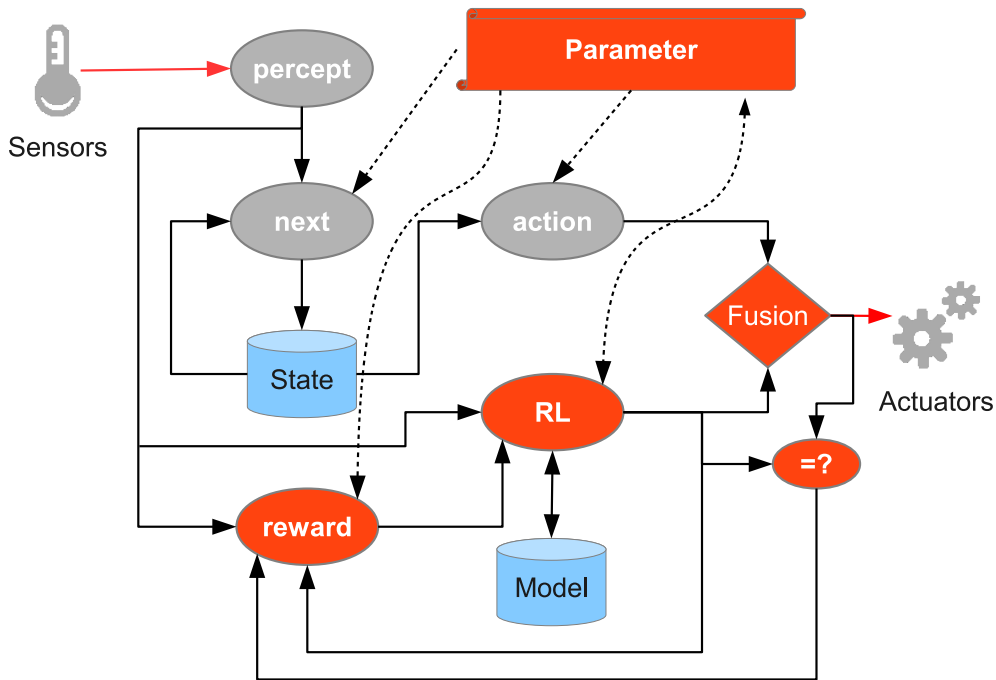 Parameter
percept
Sensors
next
action
Fusion
State
Actuators
RL
=?
reward
Model